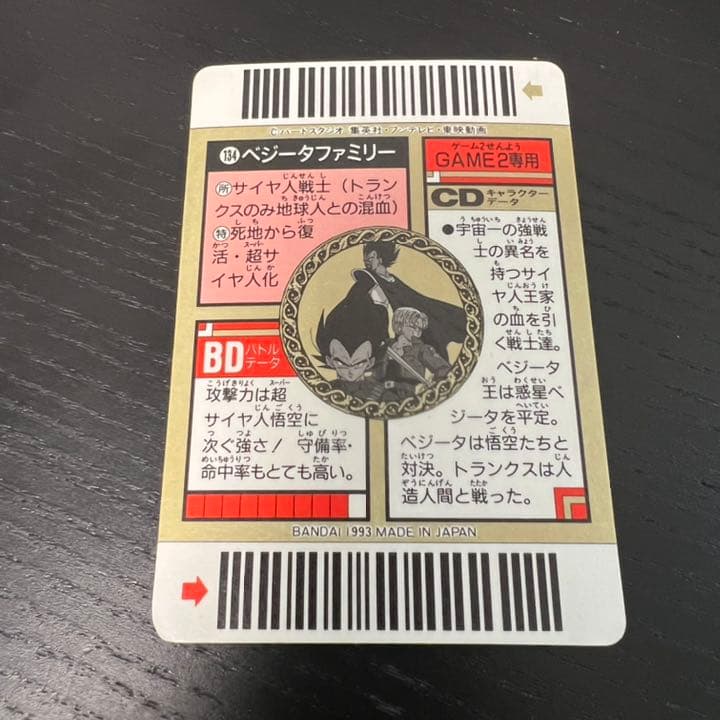 ©バードスタジオ 集英社・フジテレビ・東映動画
134 ベジータファミリー
所サイヤ人戦士（トラン
クスのみ地球人との混血）
特死地から復
活・超サ
イヤ人化
BD バトル
データ
攻撃力は超
サイヤ人悟空に
次ぐ強さ！ 守備率・
命中率もとても高い。
ゲーム2せんよう
GAME2専用
CD キャラクター
データ
●宇宙一の強戦
士の異名を
持つサイ
ヤ人王家
の血を引
く戦士達。
ベジータ
王は惑星ベ
ジータを平定。
ベジータは悟空たちと
対決。トランクスは人
造人間と戦った。
BANDAI 1993 MADE IN JAPAN